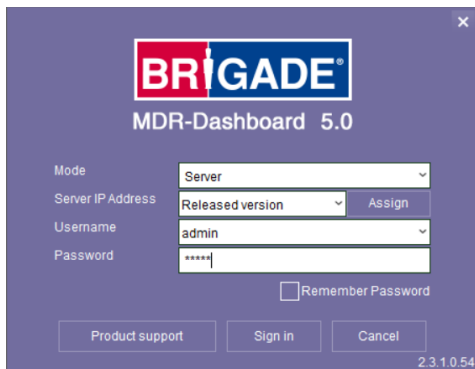 BRIGADE®
MDR-Dashboard 5.0
Mode Server
Server IP Address Released version Assign
Username admin
Password *****
Remember Password
Product support Sign in Cancel
2.3.1.0.54